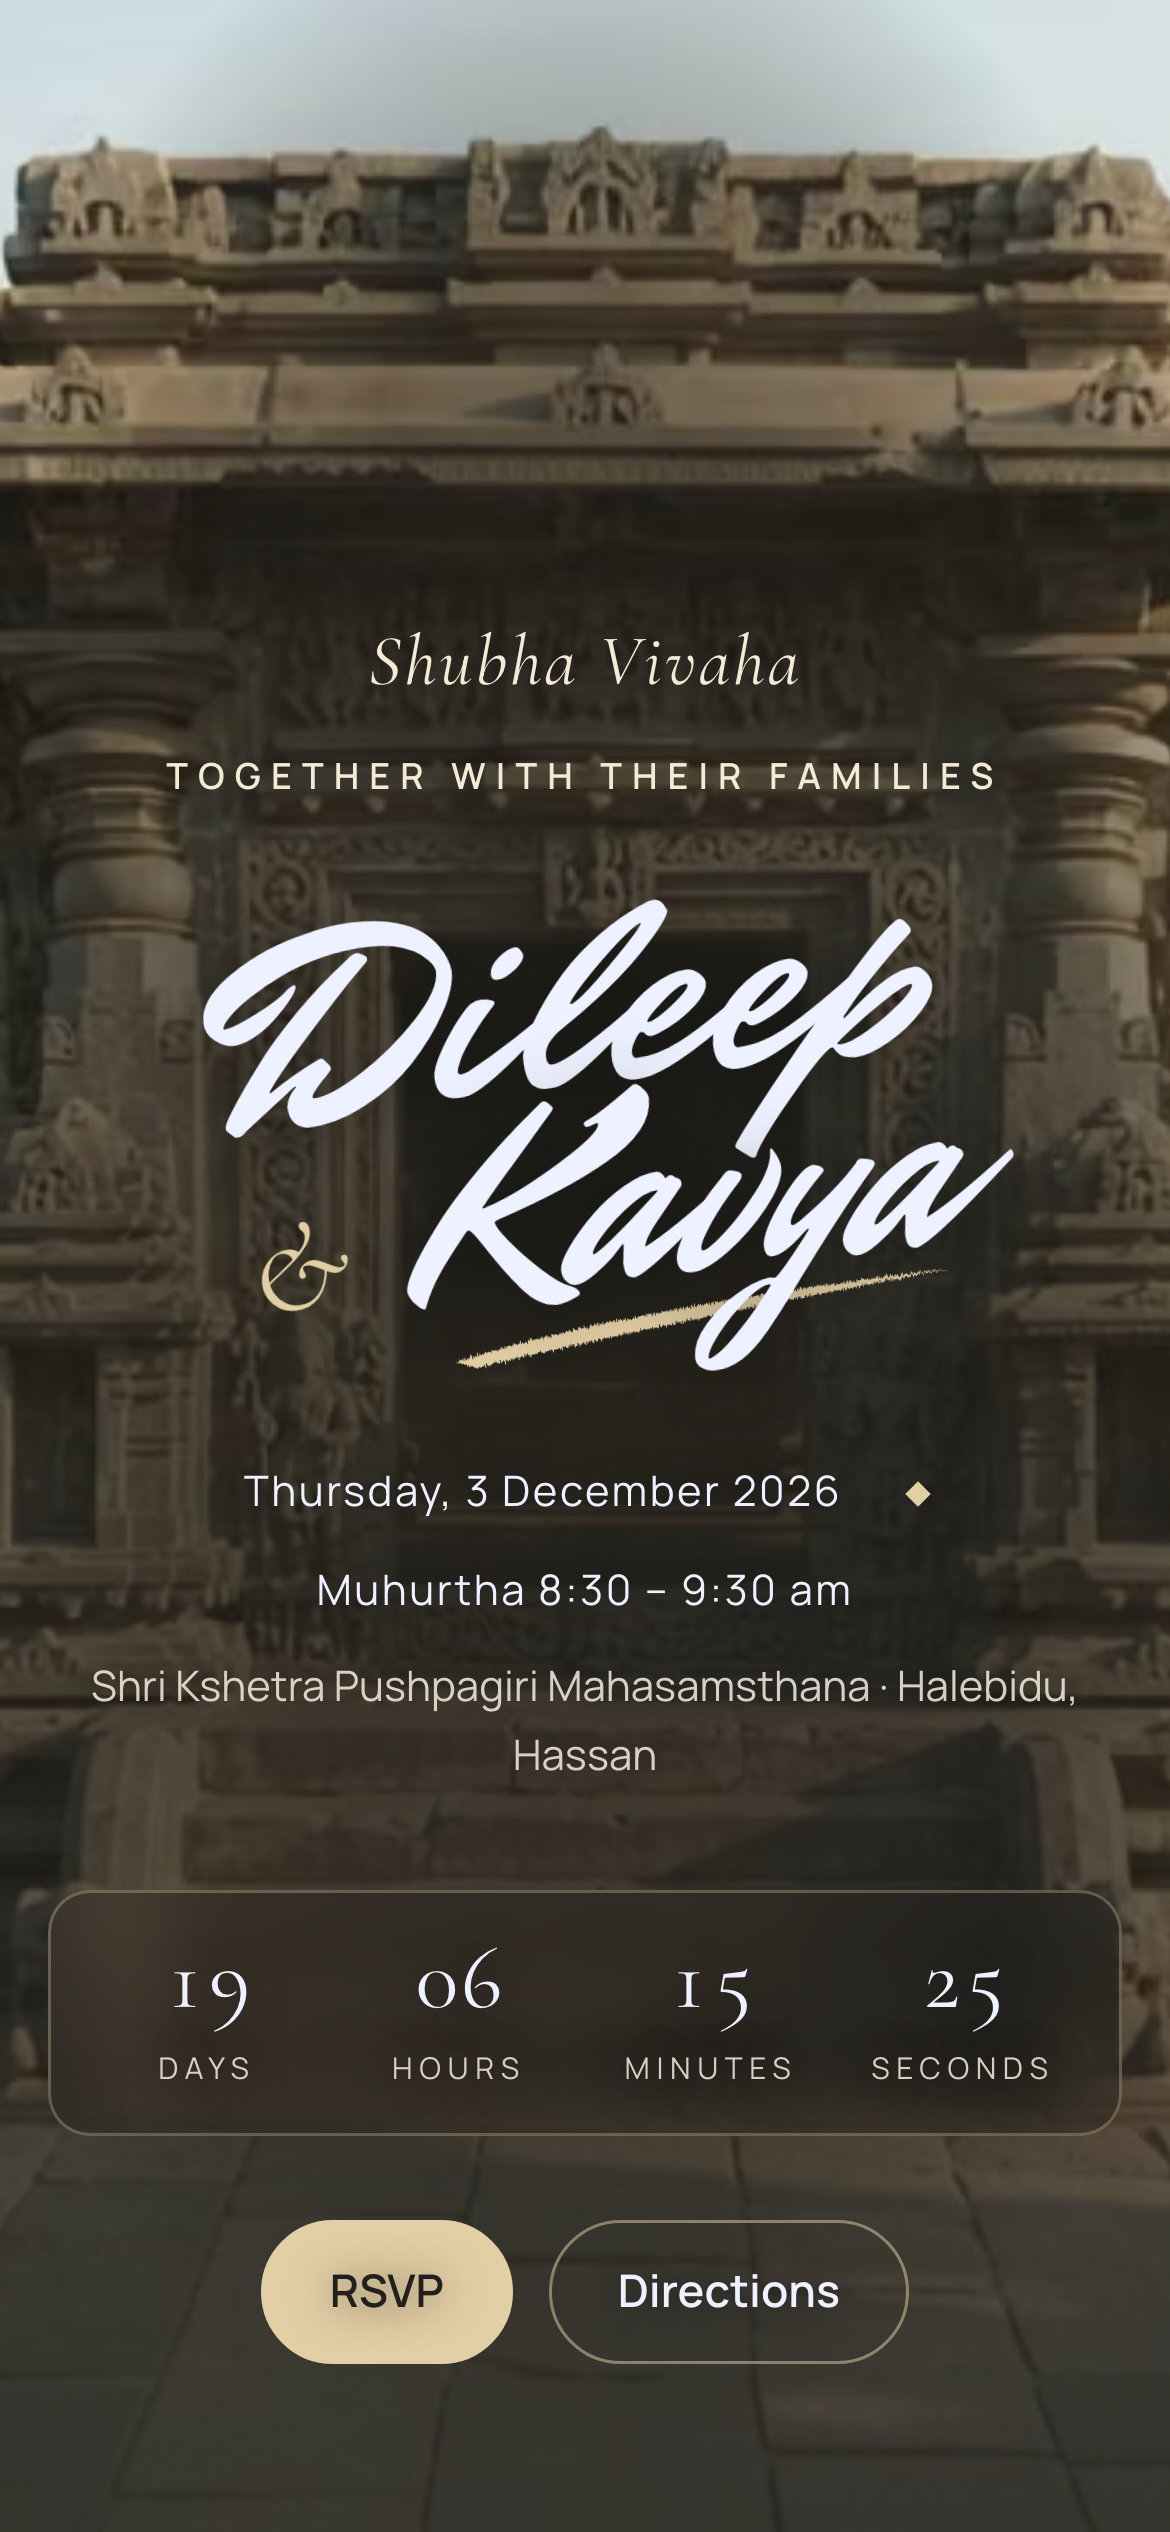 Shubha Vivaha
TOGETHER WITH THEIR FAMILIES
Dileep
& Kavya
Thursday, 3 December 2026 ◆
Muhurtha 8:30 – 9:30 am
Shri Kshetra Pushpagiri Mahasamsthana · Halebidu,
Hassan
19 06 15 25
DAYS HOURS MINUTES SECONDS
RSVP Directions